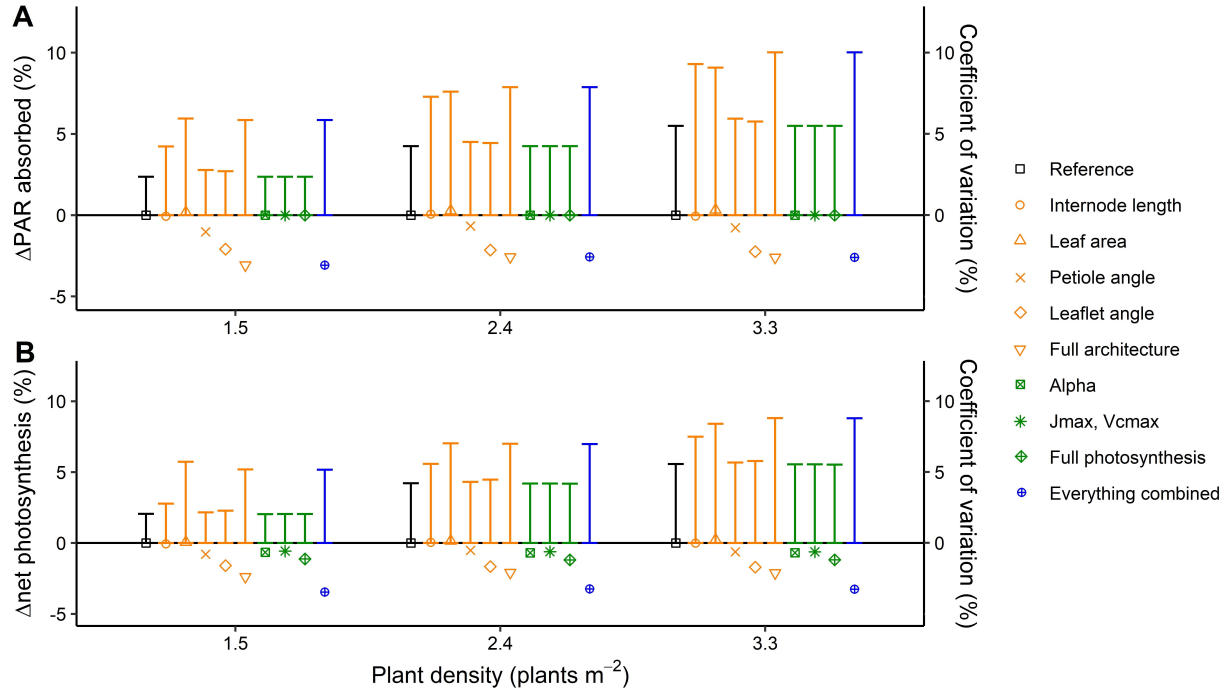 A
ΔPAR absorbed (%)
Coefficient of variation (%)
10
5
0
-5
10
5
0
1.5
2.4
3.3
B
Δnet photosynthesis (%)
Coefficient of variation (%)
10
5
0
-5
10
5
0
1.5
2.4
3.3
Plant density (plants m⁻²)
Reference
Internode length
Leaf area
Petiole angle
Leaflet angle
Full architecture
Alpha
Jmax, Vcmax
Full photosynthesis
Everything combined